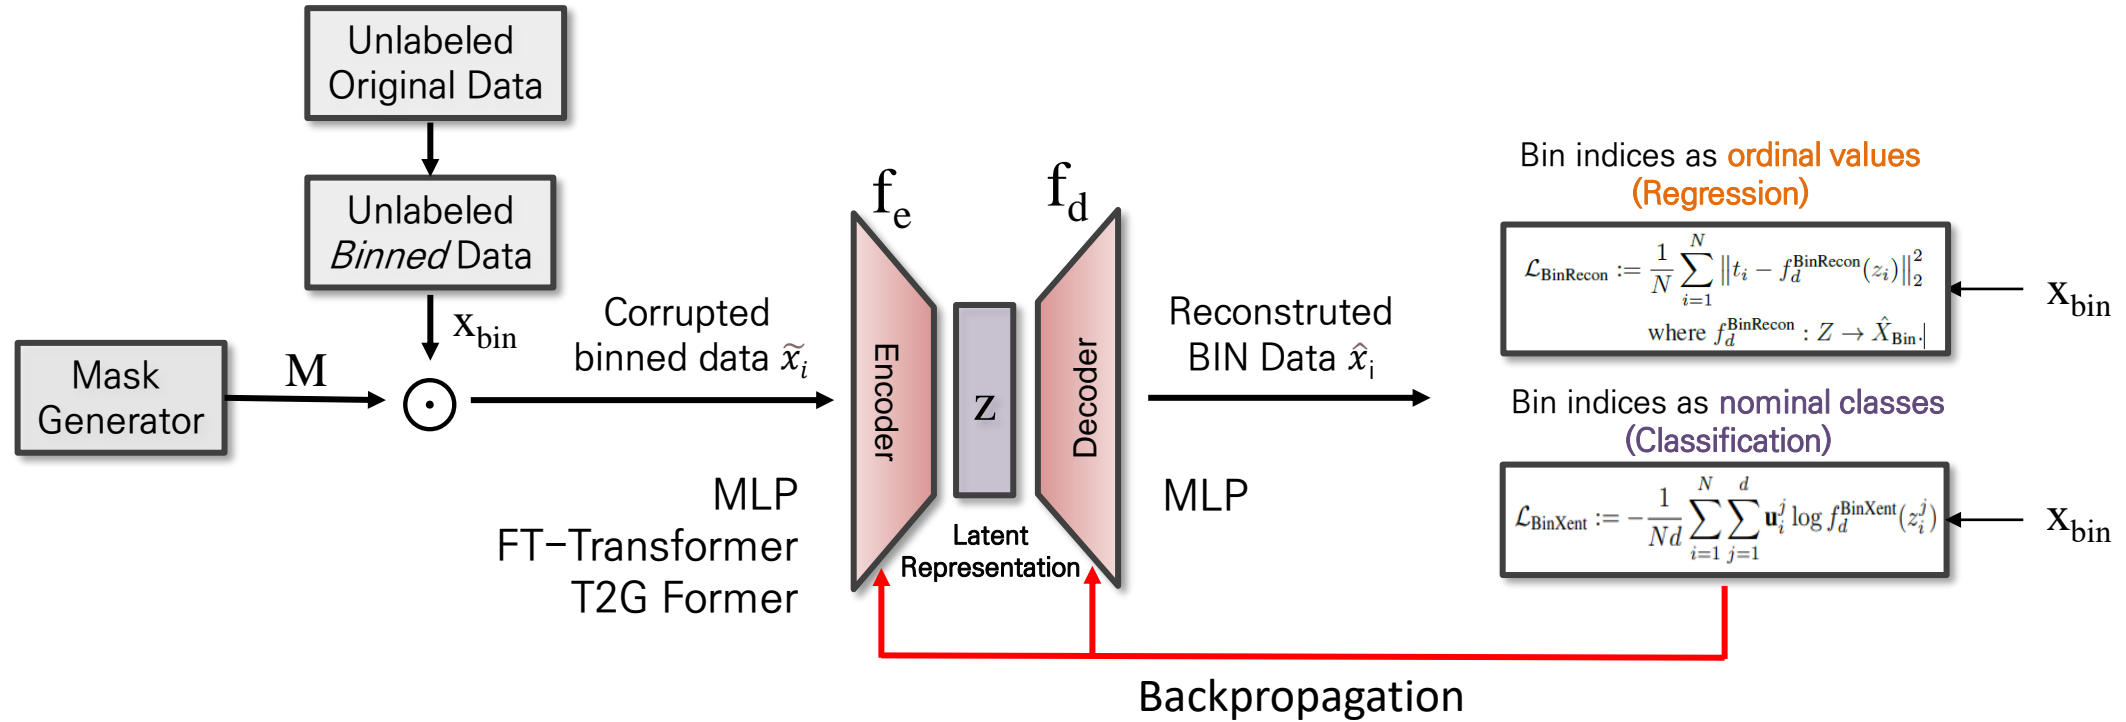 Unlabeled
Original Data
Unlabeled
Binned Data
x_bin
Mask
Generator
M
Corrupted
binned data x̃_i
f_e
Encoder
z
f_d
Decoder
Latent
Representation
MLP
FT-Transformer
T2G Former
Reconstruted
BIN Data x̂_i
MLP
Bin indices as ordinal values
(Regression)
ℒ_BinRecon := 1/N ∑_{i=1}^{N} ‖t_i − f_d^BinRecon(z_i)‖_2^2
where f_d^BinRecon : Z → X̂_Bin.
x_bin
Bin indices as nominal classes
(Classification)
ℒ_BinXent := −1/Nd ∑_{i=1}^{N} ∑_{j=1}^{d} u_i^j log f_d^BinXent(z_i^j)
x_bin
Backpropagation